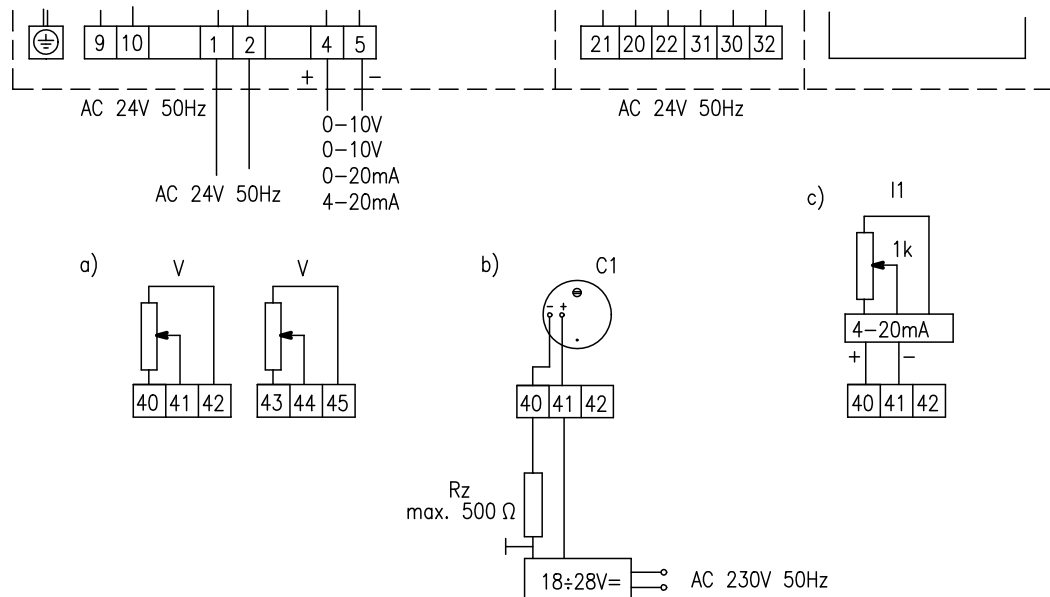 9 10 1 2 4 5
21 20 22 31 30 32
+ −
AC 24V 50Hz
AC 24V 50Hz
0–10V
0–10V
0–20mA
4–20mA
AC 24V 50Hz
a)
V
V
40 41 42
43 44 45
b)
C1
− +
40 41 42
Rz
max. 500 Ω
18÷28V=
AC 230V 50Hz
c)
I1
1k
4–20mA
+ −
40 41 42